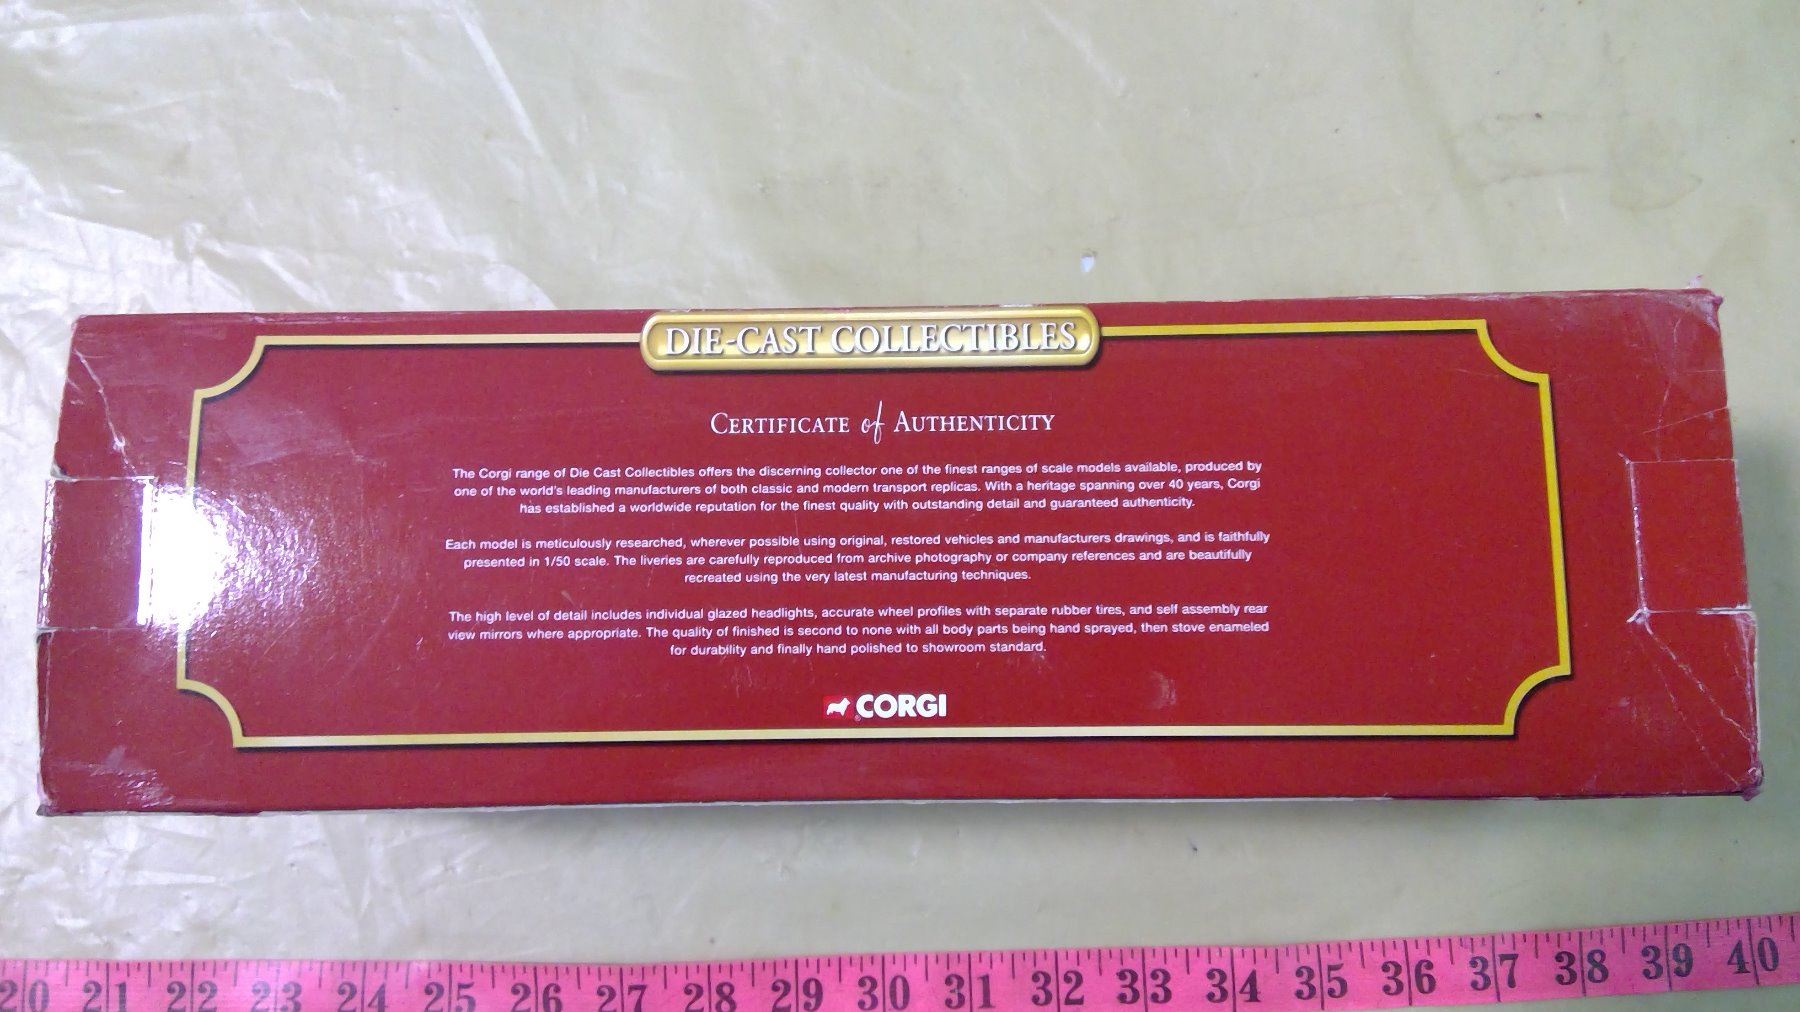 DIE-CAST COLLECTIBLES
CERTIFICATE of AUTHENTICITY
The Corgi range of Die Cast Collectibles offers the discerning collector one of the finest ranges of scale models available, produced by
one of the world's leading manufacturers of both classic and modern transport replicas. With a heritage spanning over 40 years, Corgi
has established a worldwide reputation for the finest quality with outstanding detail and guaranteed authenticity.
Each model is meticulously researched, wherever possible using original, restored vehicles and manufacturers drawings, and is faithfully
presented in 1/50 scale. The liveries are carefully reproduced from archive photography or company references and are beautifully
recreated using the very latest manufacturing techniques.
The high level of detail includes individual glazed headlights, accurate wheel profiles with separate rubber tires, and self assembly rear
view mirrors where appropriate. The quality of finished is second to none with all body parts being hand sprayed, then stove enameled
for durability and finally hand polished to showroom standard.
CORGI
20 21 22 23 24 25 26 27 28 29 30 31 32 33 34 35 36 37 38 39 40